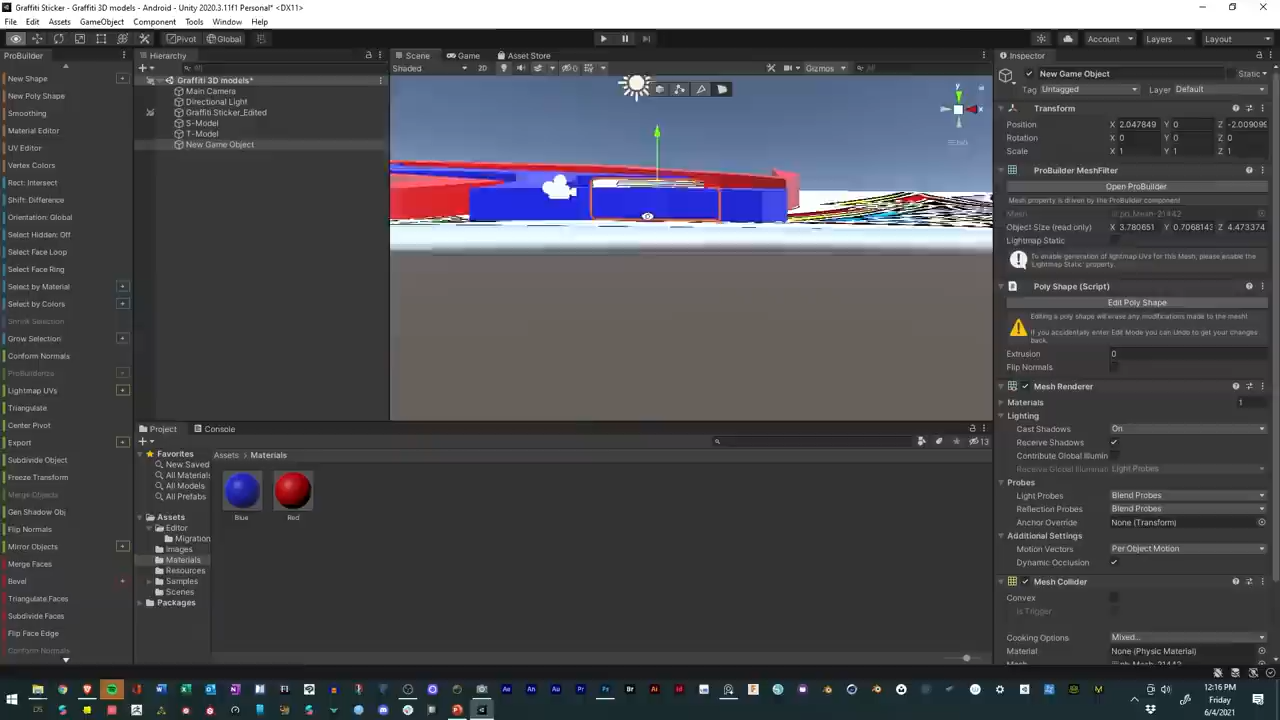 Graffiti Sticker - Graffiti 3D models - Android - Unity 2020.3.11f1 Personal* <DX11>
File Edit Assets GameObject Component Tools Window Help
Pivot Global Account Layers Layout
ProBuilder
New Shape
New Poly Shape
Smoothing
Material Editor
UV Editor
Vertex Colors
Rect: Intersect
Shift: Difference
Orientation: Global
Select Hidden: Off
Select Face Loop
Select Face Ring
Select by Material
Select by Colors
Shrink Selection
Grow Selection
Conform Normals
ProBuilderize
Lightmap UVs
Triangulate
Center Pivot
Export
Subdivide Object
Freeze Transform
Merge Objects
Gen Shadow Obj
Flip Normals
Mirror Objects
Merge Faces
Bevel
Triangulate Faces
Subdivide Faces
Flip Face Edge
Conform Normals
Hierarchy
Graffiti 3D models*
Main Camera
Directional Light
Graffiti Sticker_Edited
S-Model
T-Model
New Game Object
Scene Game Asset Store
Shaded 2D Gizmos
y
x
Project Console
13
Favorites
New Saved
All Materials
All Models
All Prefabs
Assets
Editor
Migration
Images
Materials
Resources
Samples
Scenes
Packages
Assets > Materials
Blue Red
Inspector
New Game Object Static
Tag Untagged Layer Default
Transform
Position X 2.047849 Y 0 Z -2.009096
Rotation X 0 Y 0 Z 0
Scale X 1 Y 1 Z 1
ProBuilder MeshFilter
Open ProBuilder
Mesh property is driven by the ProBuilder component.
Mesh pb_Mesh-21442
Object Size (read only) X 3.780651 Y 0.7068143 Z 4.473374
Lightmap Static
To enable generation of lightmap UVs for this Mesh, please enable the
'Lightmap Static' property.
Poly Shape (Script)
Edit Poly Shape
Editing a poly shape will erase any modifications made to the mesh!
If you accidentally enter Edit Mode you can Undo to get your changes
back.
Extrusion 0
Flip Normals
Mesh Renderer
Materials 1
Lighting
Cast Shadows On
Receive Shadows
Contribute Global Illumin
Receive Global Illuminat Light Probes
Probes
Light Probes Blend Probes
Reflection Probes Blend Probes
Anchor Override None (Transform)
Additional Settings
Motion Vectors Per Object Motion
Dynamic Occlusion
Mesh Collider
Convex
Is Trigger
Cooking Options Mixed...
Material None (Physic Material)
Mesh pb_Mesh-21442
12:16 PM
Friday
6/4/2021